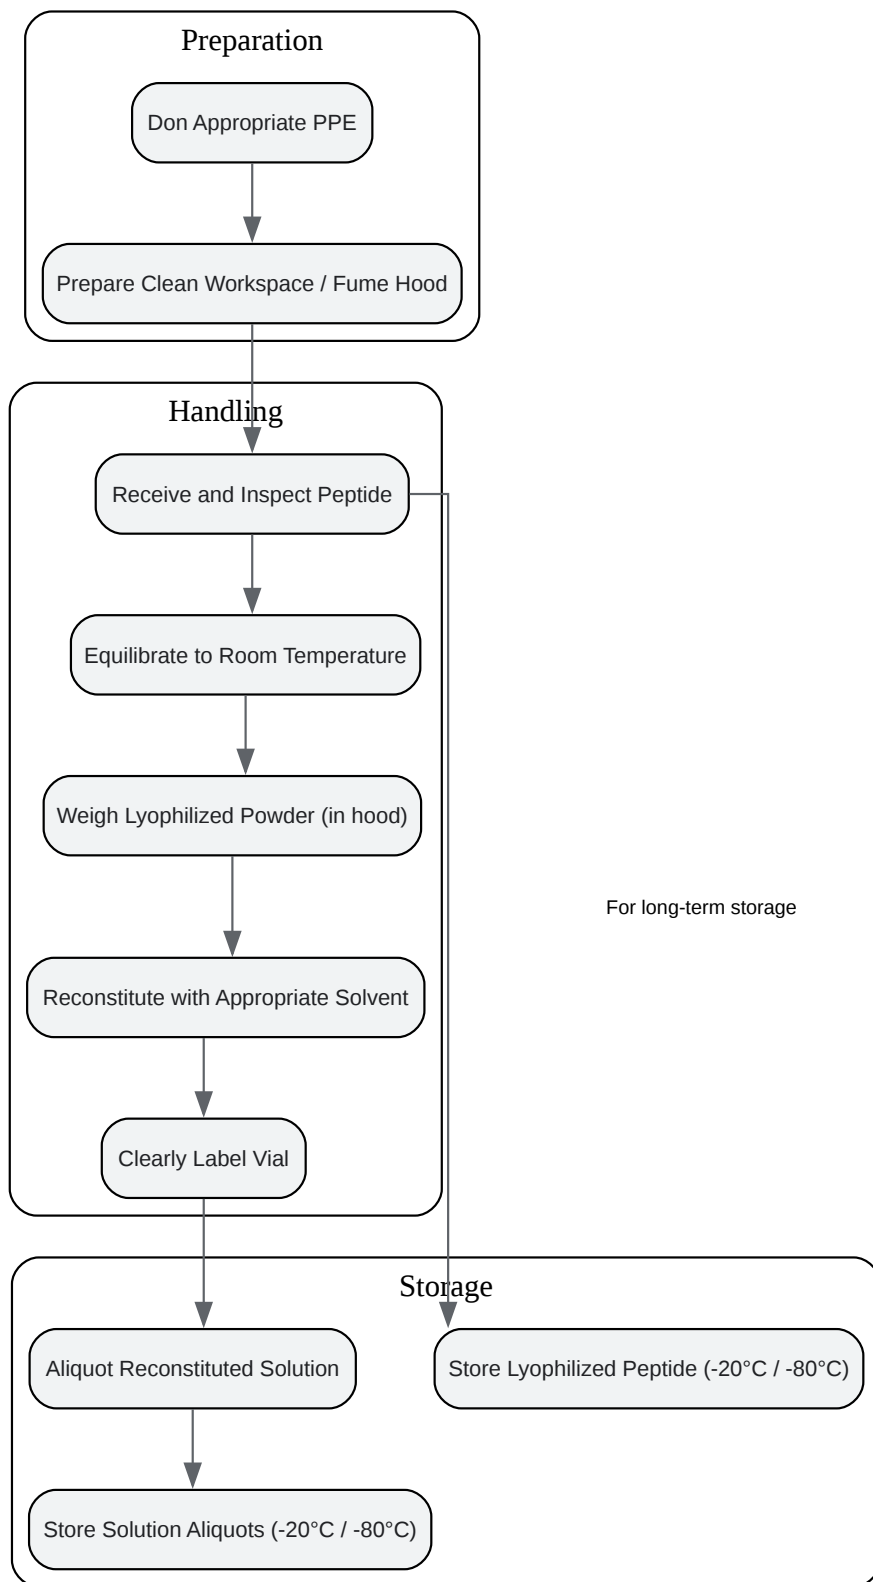 Preparation
Don Appropriate PPE
Prepare Clean Workspace / Fume Hood
Handling
Receive and Inspect Peptide
Equilibrate to Room Temperature
Weigh Lyophilized Powder (in hood)
For long-term storage
Reconstitute with Appropriate Solvent
Clearly Label Vial
Storage
Aliquot Reconstituted Solution
Store Lyophilized Peptide (-20°C / -80°C)
Store Solution Aliquots (-20°C / -80°C)